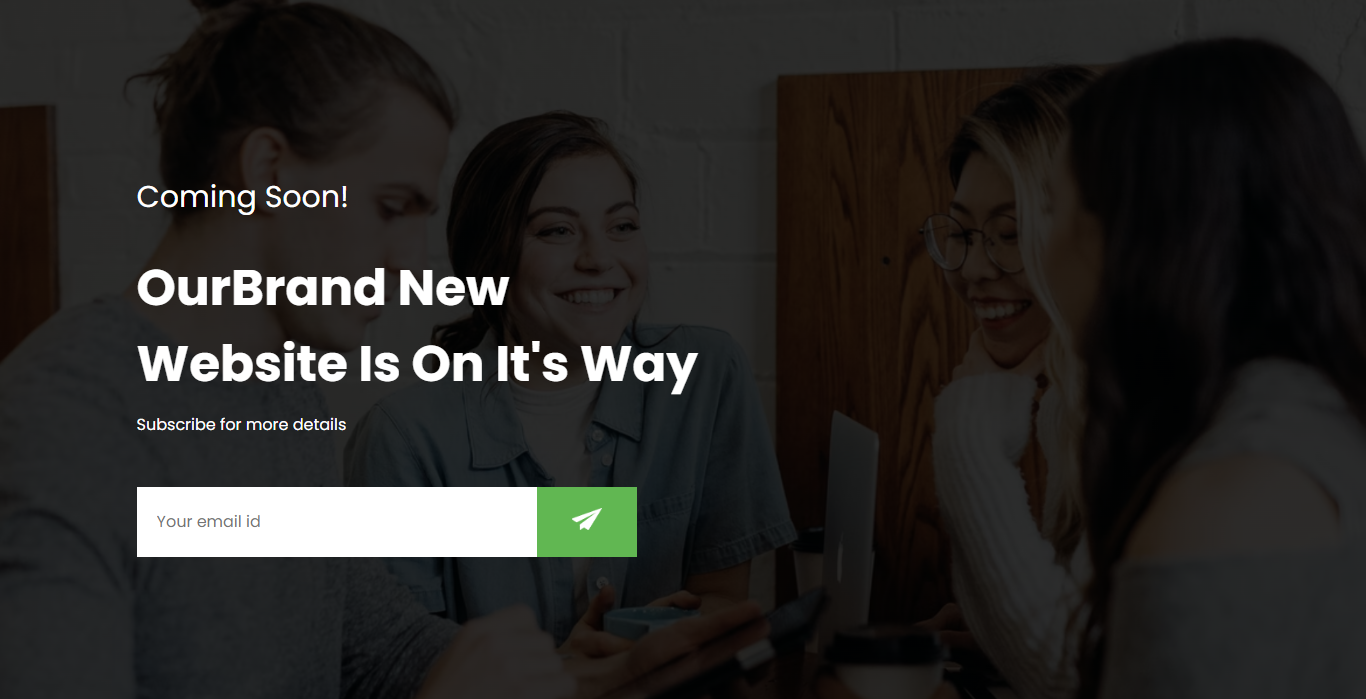 Coming Soon!
OurBrand New
Website Is On It's Way
Subscribe for more details
Your email id